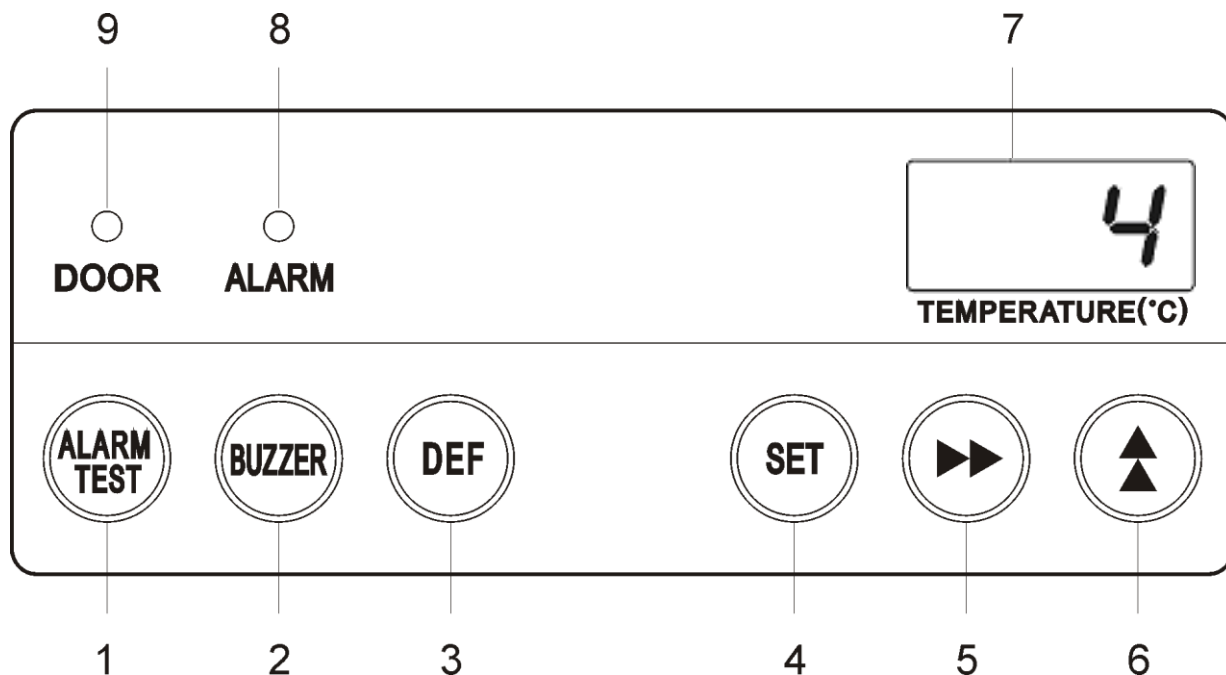 9 8 7
4
DOOR ALARM
TEMPERATURE(°C)
ALARM
TEST
BUZZER DEF SET
1 2 3 4 5 6